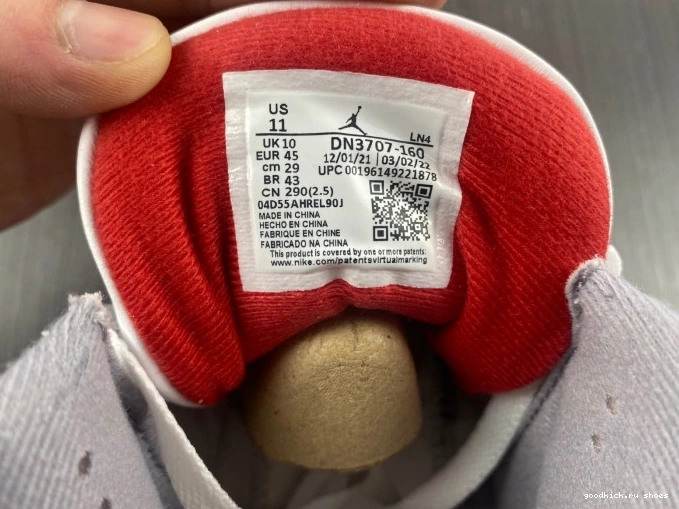 US
11
LN4
UK 10
EUR 45
cm 29
BR 43
CN 290(2.5)
DN3707-160
12/01/21 | 03/02/22
UPC 00196149221878
04D55AHREL90J
MADE IN CHINA
HECHO EN CHINA
FABRIQUE EN CHINE
FABRICADO NA CHINA
This product is covered by one or more patents:
www.nike.com/patentsvirtualmarking
goodkick.ru shoes